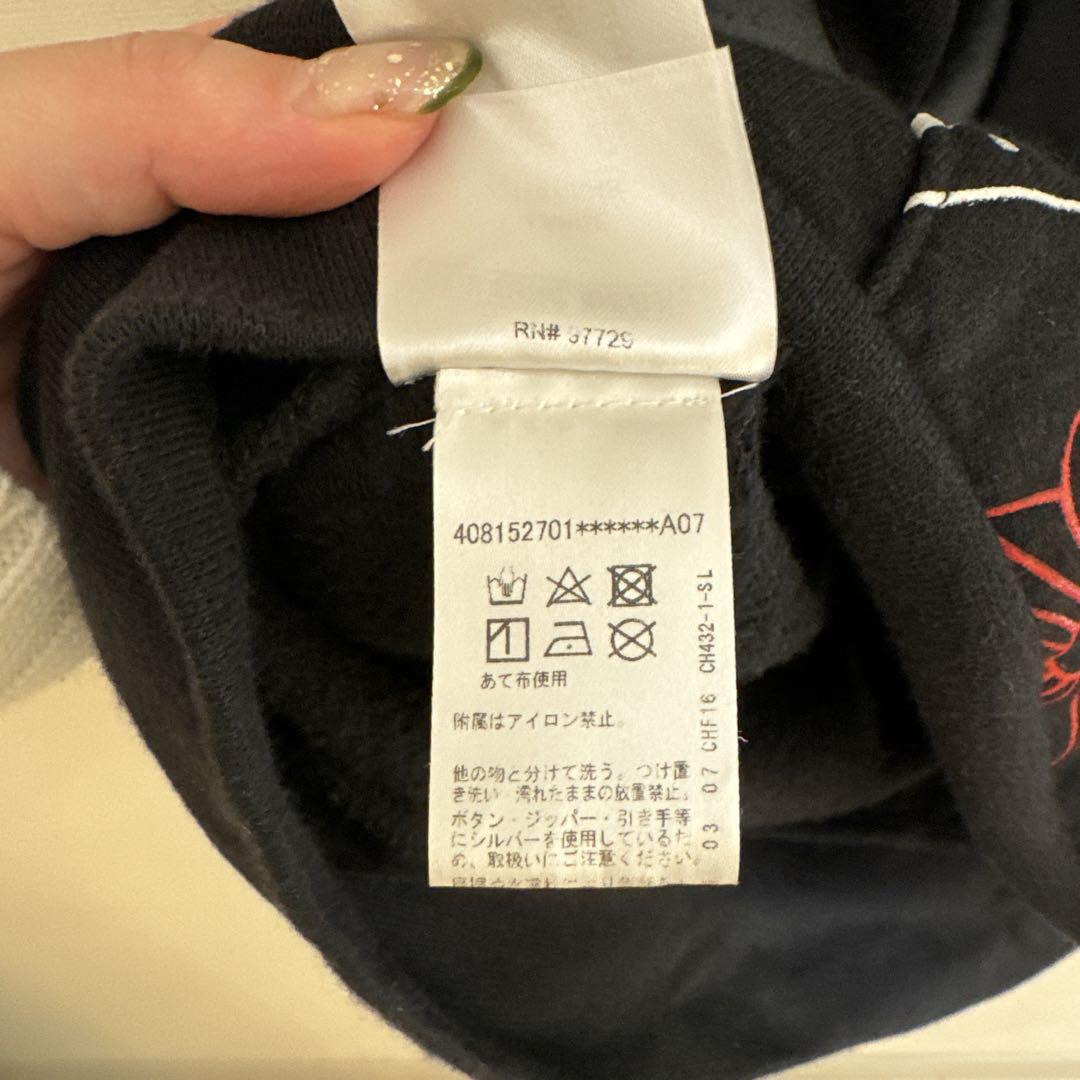 RN# 97729
408152701******A07
あて布使用
附属はアイロン禁止。
他の物と分けて洗う。つけ置
き洗い・濡れたままの放置禁止。
ボタン・ジッパー・引き手等
にシルバーを使用しているた
め、取扱いにご注意ください。
03 07 CHF16 CH432-1-SL